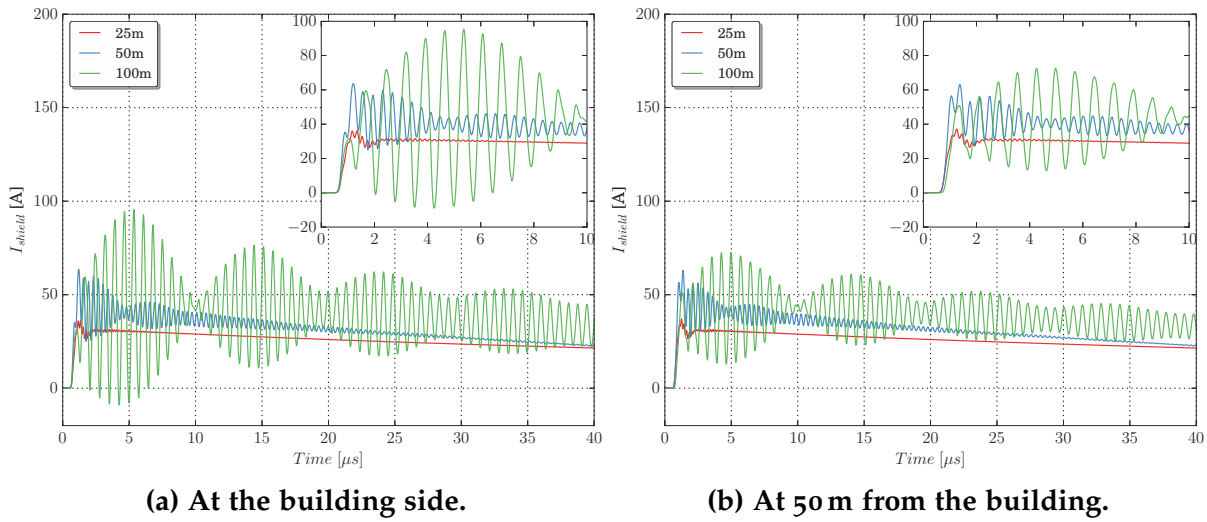 200
150
100
50
0
I_shield [A]
0 5 10 15 20 25 30 35 40
Time [µs]
25m
50m
100m
100
80
60
40
20
0
−20
0 2 4 6 8 10
(a) At the building side.
200
150
100
50
0
I_shield [A]
0 5 10 15 20 25 30 35 40
Time [µs]
25m
50m
100m
100
80
60
40
20
0
−20
0 2 4 6 8 10
(b) At 50 m from the building.